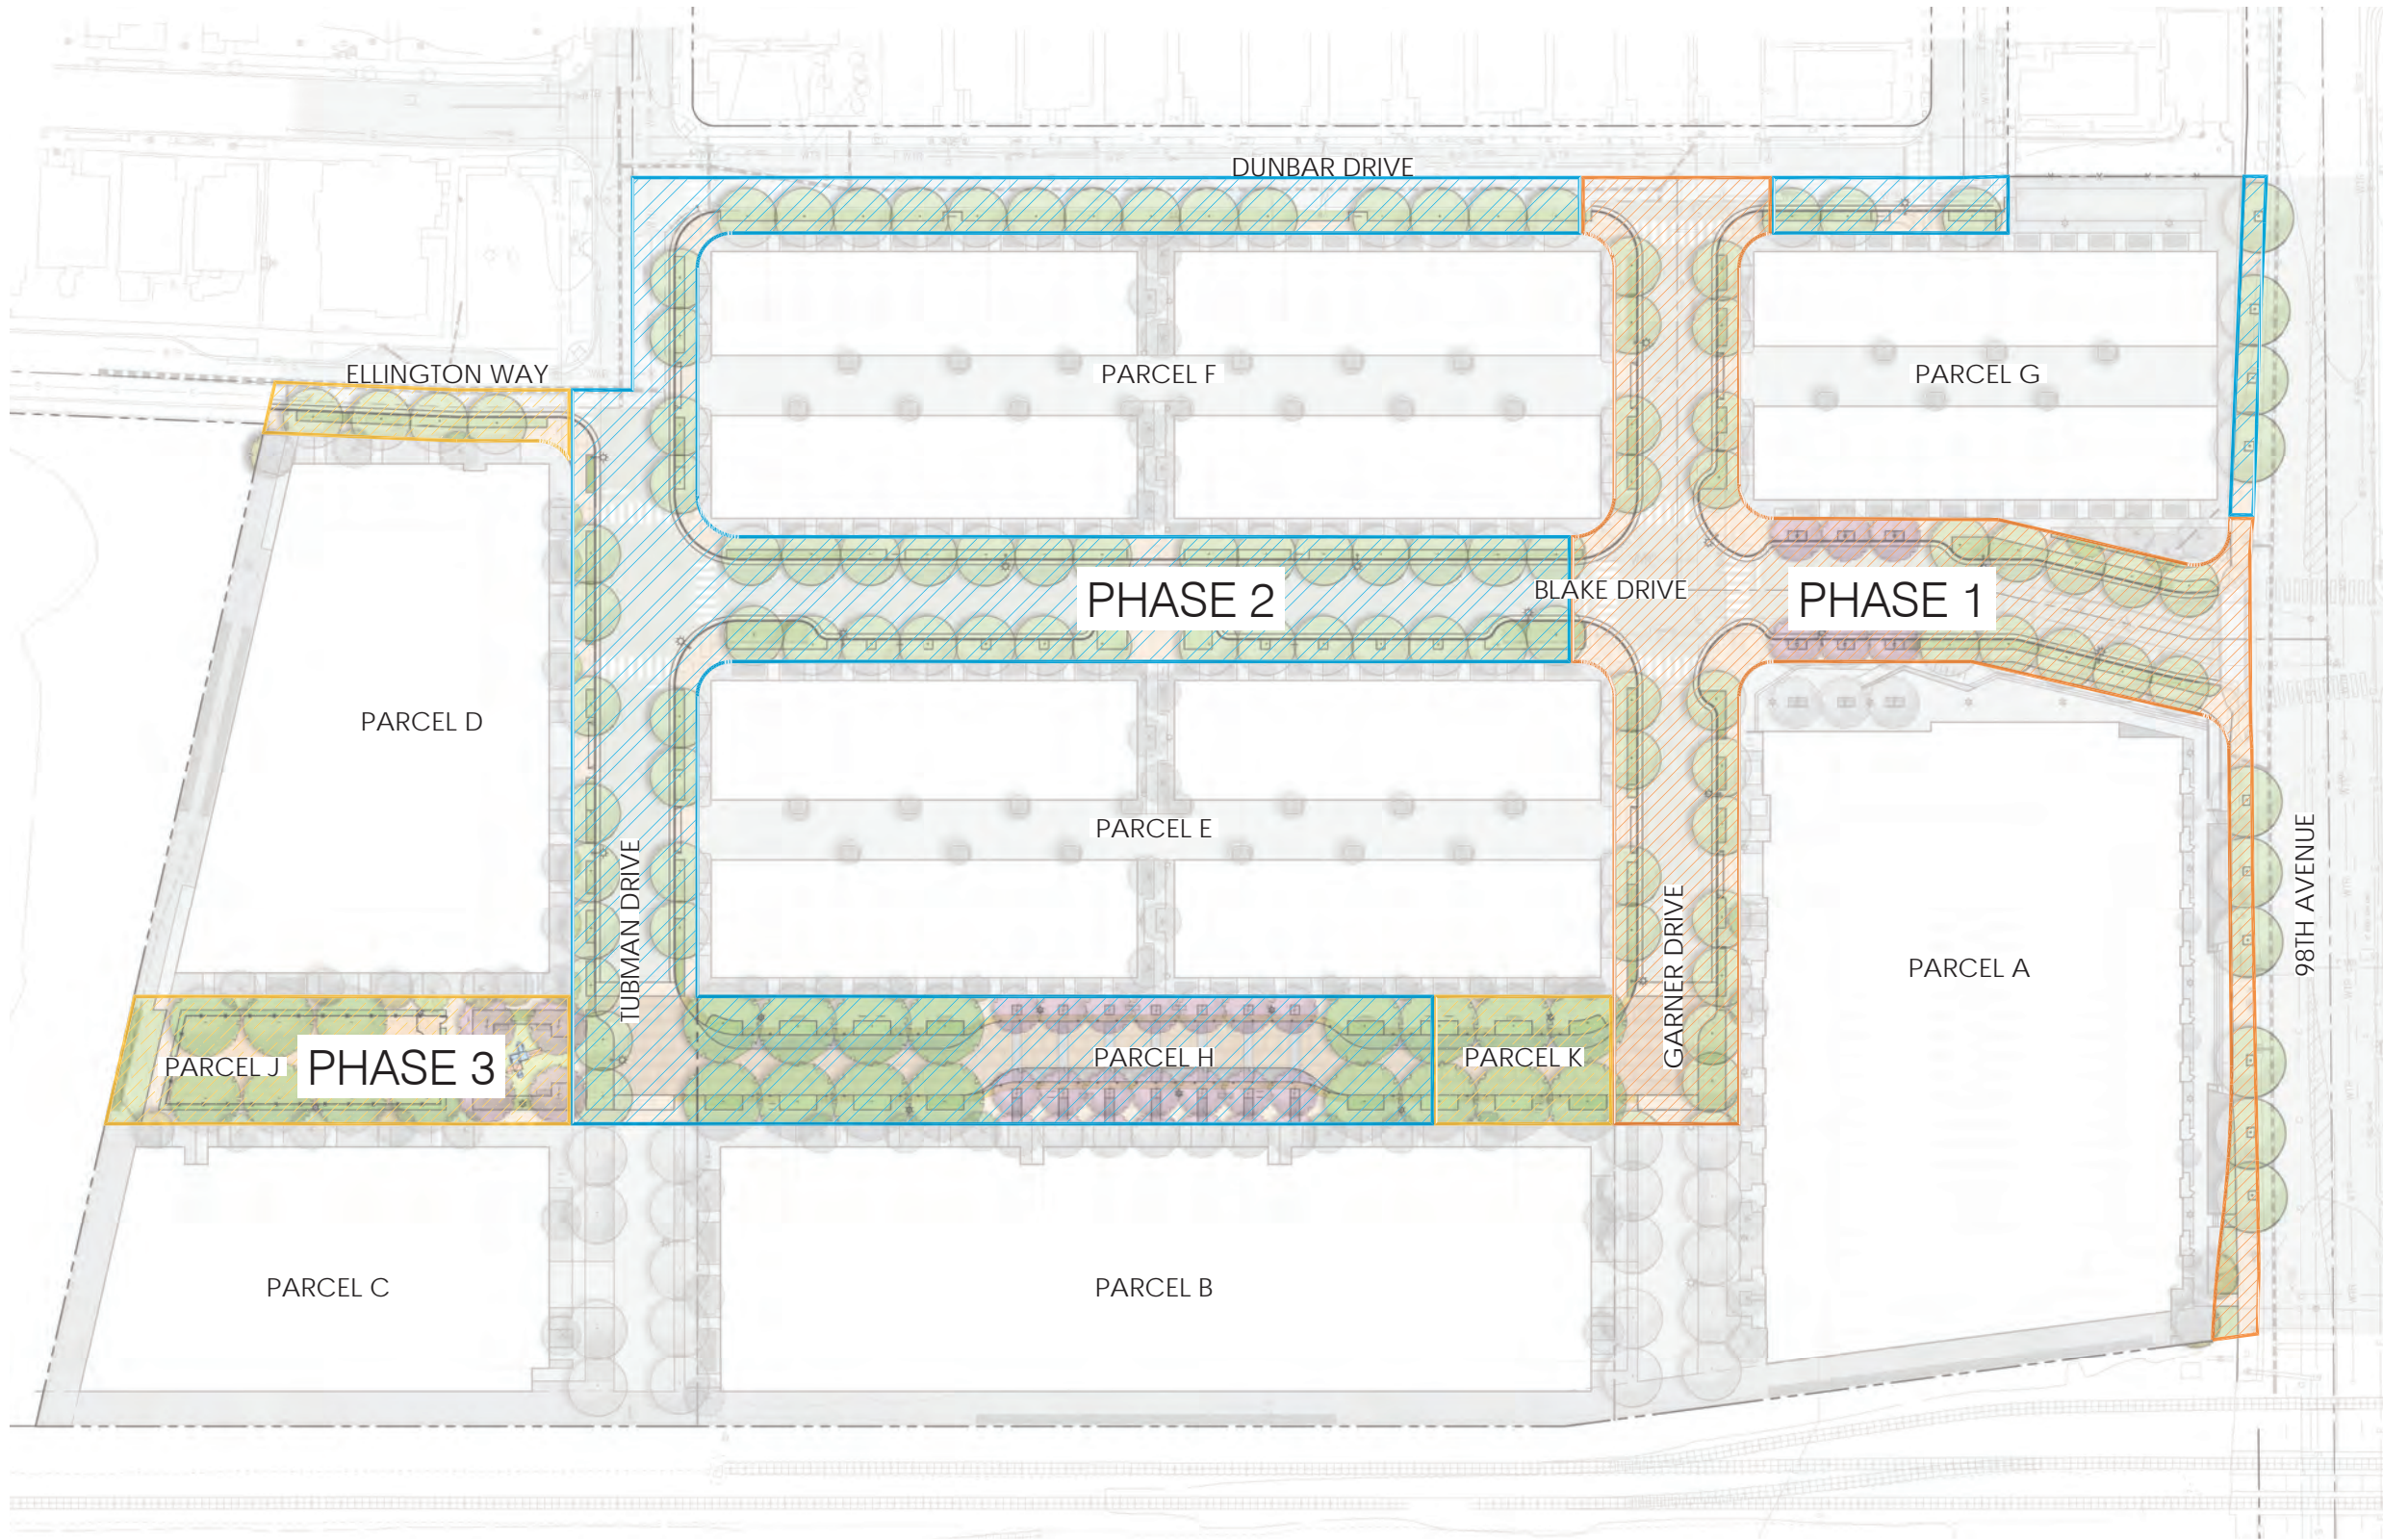 DUNBAR DRIVE
ELLINGTON WAY
PARCEL F
PARCEL G
PHASE 2
BLAKE DRIVE
PHASE 1
PARCEL D
PARCEL E
TUBMAN DRIVE
GARNER DRIVE
98TH AVENUE
PARCEL A
PARCEL J
PHASE 3
PARCEL H
PARCEL K
PARCEL C
PARCEL B